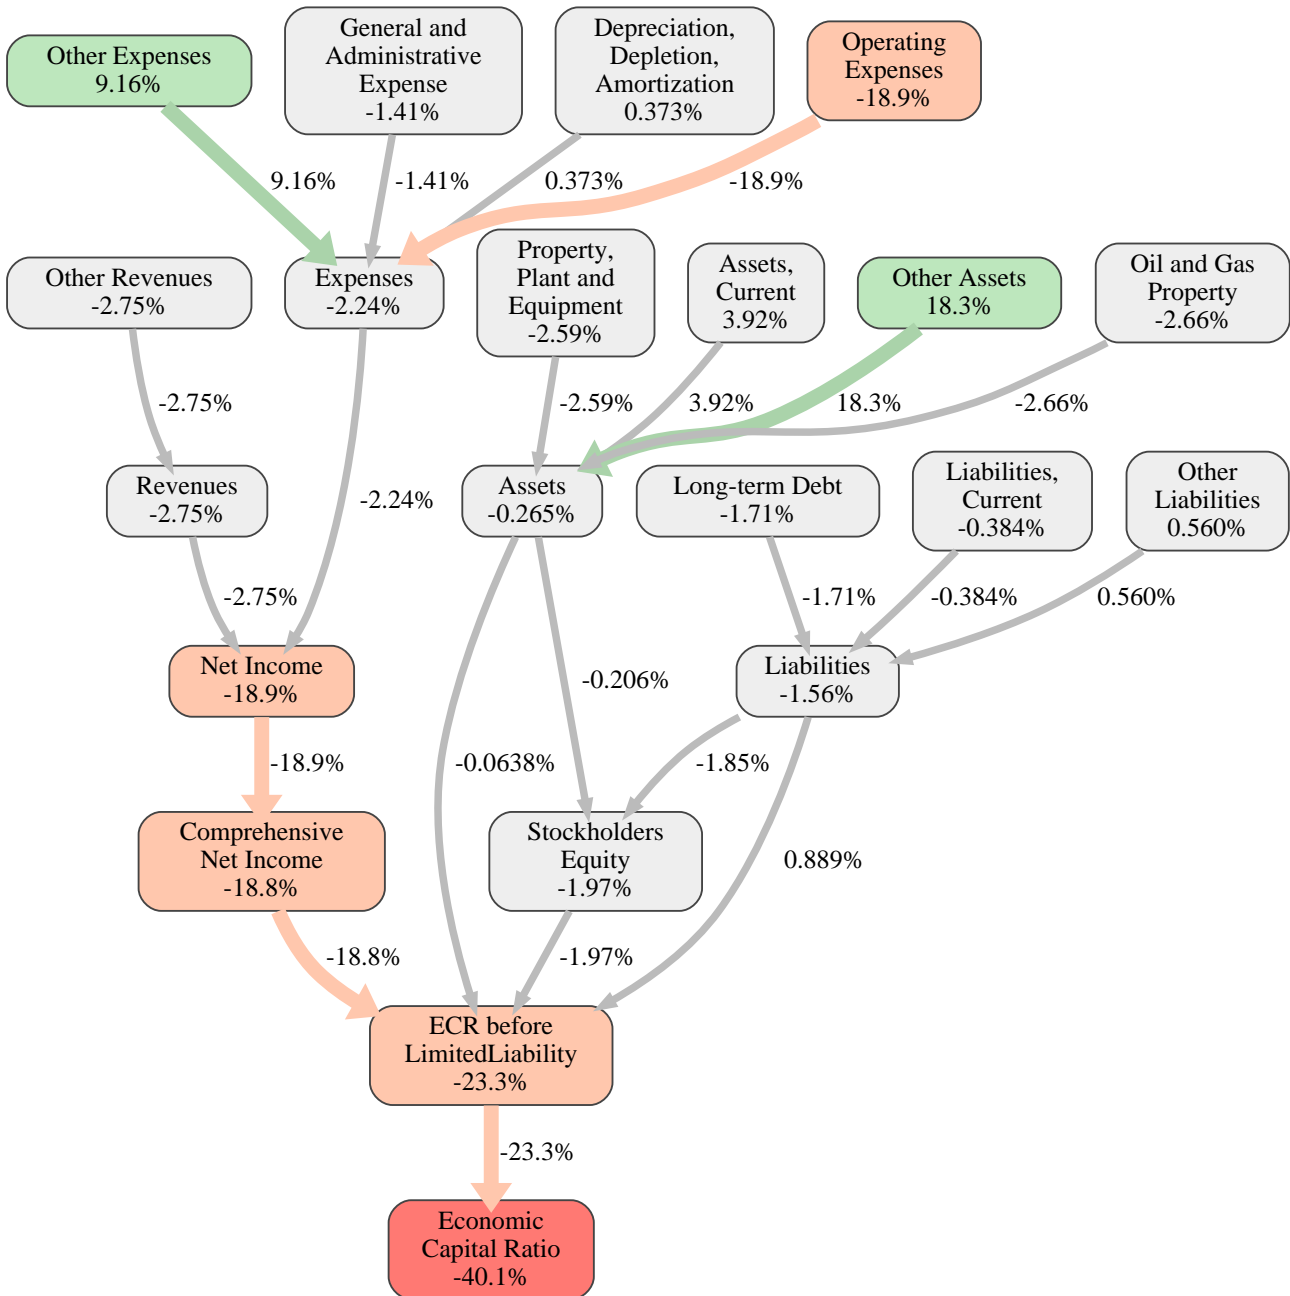 Other Expenses
9.16%
General and
Administrative
Expense
-1.41%
Depreciation,
Depletion,
Amortization
0.373%
Operating
Expenses
-18.9%
9.16%
-1.41%
0.373%
-18.9%
Other Revenues
-2.75%
Expenses
-2.24%
Property,
Plant and
Equipment
-2.59%
Assets,
Current
3.92%
Other Assets
18.3%
Oil and Gas
Property
-2.66%
-2.75%
-2.59%
3.92%
18.3%
-2.66%
Revenues
-2.75%
-2.24%
Assets
-0.265%
Long-term Debt
-1.71%
Liabilities,
Current
-0.384%
Other
Liabilities
0.560%
-2.75%
-1.71%
-0.384%
0.560%
Net Income
-18.9%
-0.206%
Liabilities
-1.56%
-18.9%
-0.0638%
-1.85%
Comprehensive
Net Income
-18.8%
Stockholders
Equity
-1.97%
0.889%
-18.8%
-1.97%
ECR before
LimitedLiability
-23.3%
-23.3%
Economic
Capital Ratio
-40.1%